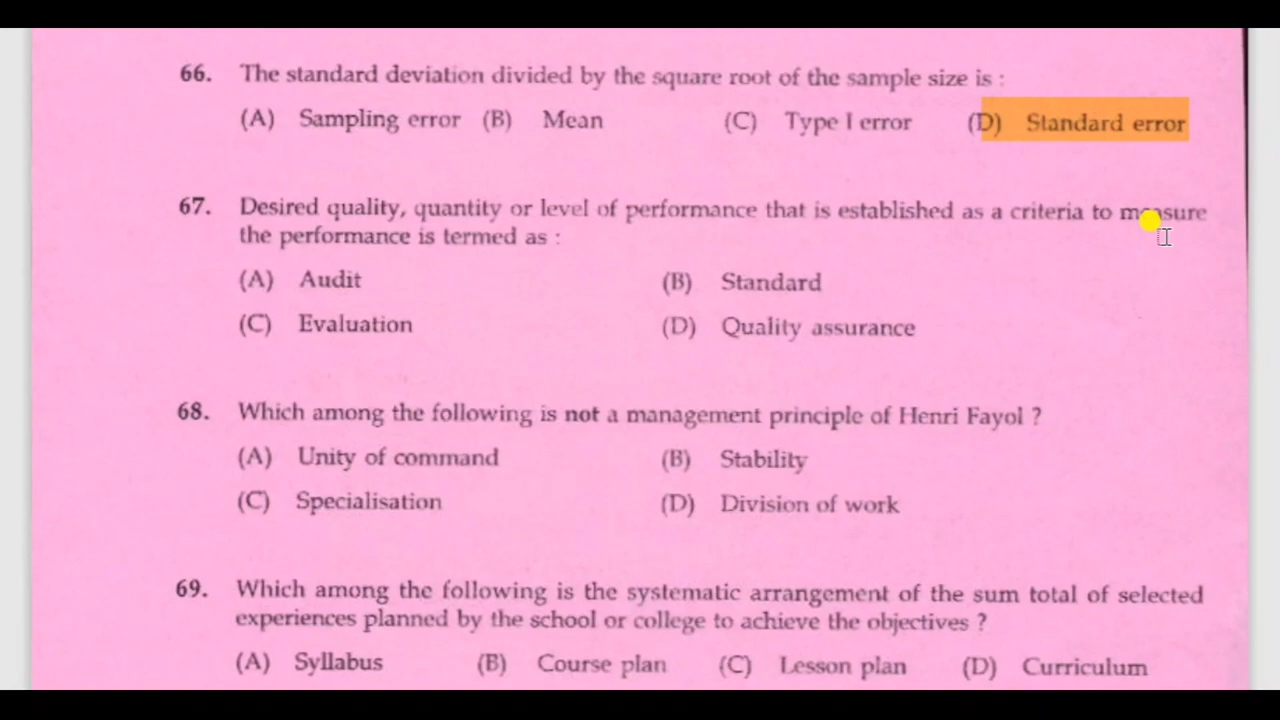 66. The standard deviation divided by the square root of the sample size is :
(A) Sampling error (B) Mean (C) Type I error (D) Standard error
67. Desired quality, quantity or level of performance that is established as a criteria to measure
the performance is termed as :
(A) Audit (B) Standard
(C) Evaluation (D) Quality assurance
68. Which among the following is not a management principle of Henri Fayol ?
(A) Unity of command (B) Stability
(C) Specialisation (D) Division of work
69. Which among the following is the systematic arrangement of the sum total of selected
experiences planned by the school or college to achieve the objectives ?
(A) Syllabus (B) Course plan (C) Lesson plan (D) Curriculum